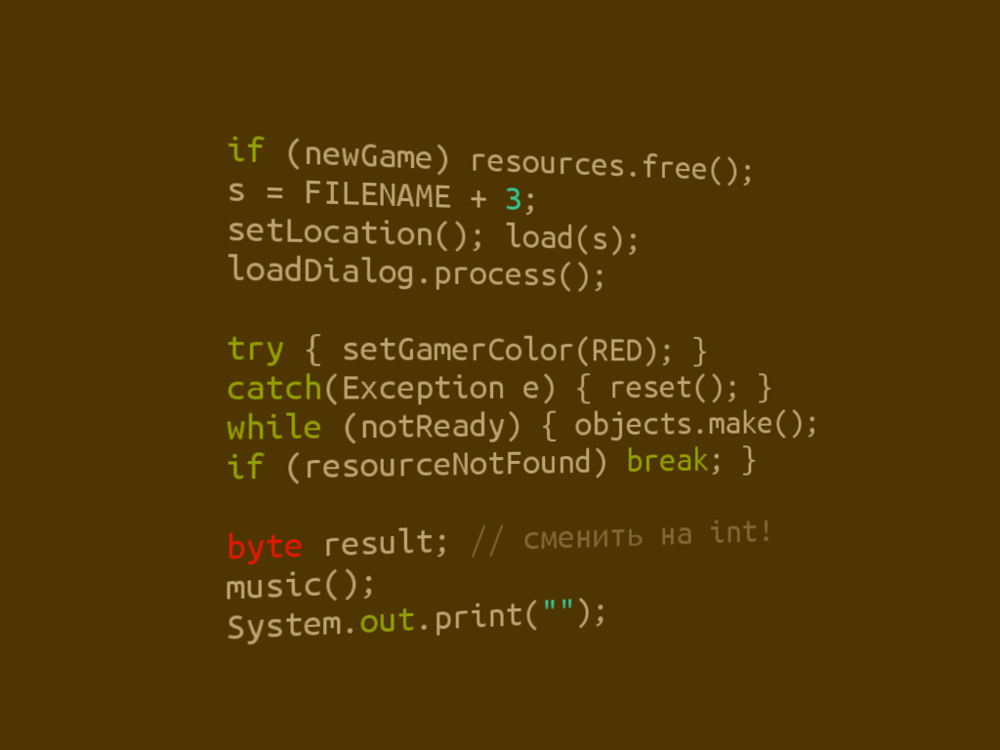 if (newGame) resources.free();
s = FILENAME + 3;
setLocation(); load(s);
loadDialog.process();
try { setGamerColor(RED); }
catch(Exception e) { reset(); }
while (notReady) { objects.make();
if (resourceNotFound) break; }
byte result; // сменить на int!
music();
System.out.print("");